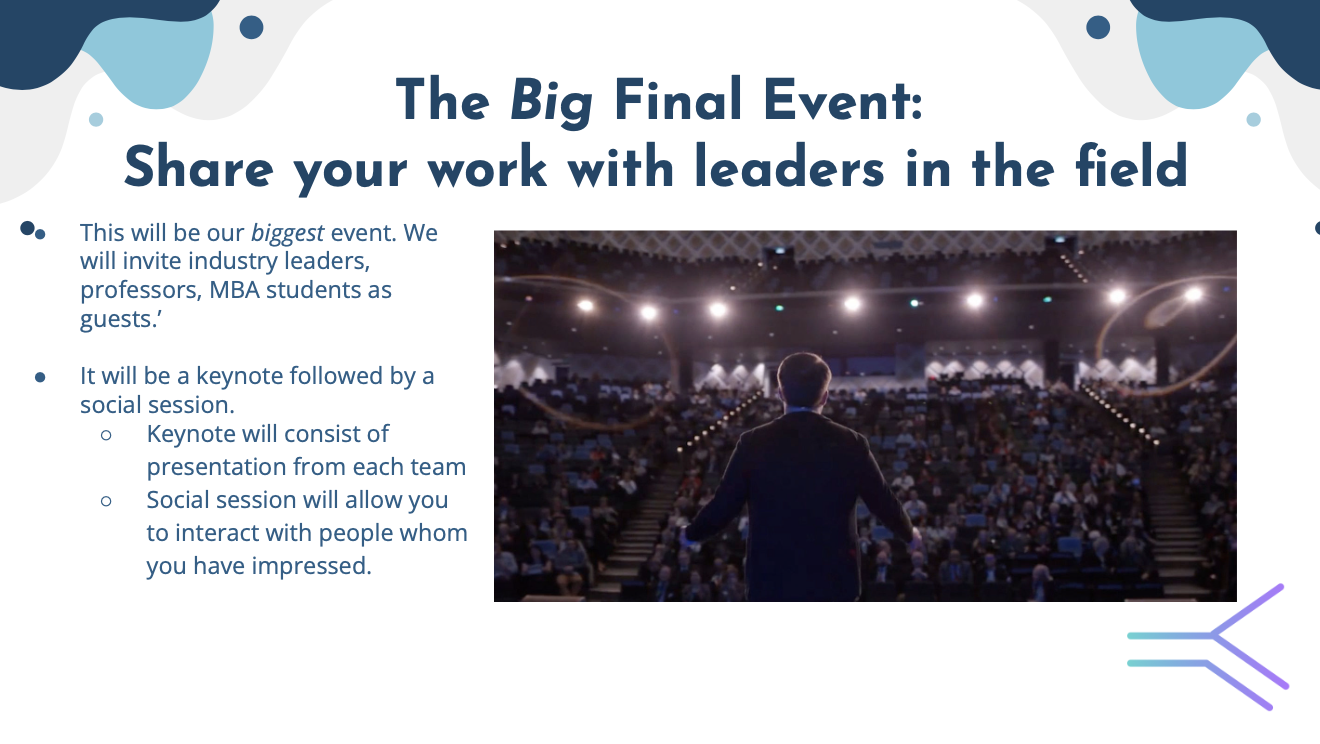 The Big Final Event:
Share your work with leaders in the field
This will be our biggest event. We
will invite industry leaders,
professors, MBA students as
guests.’
It will be a keynote followed by a
social session.
Keynote will consist of
presentation from each team
Social session will allow you
to interact with people whom
you have impressed.